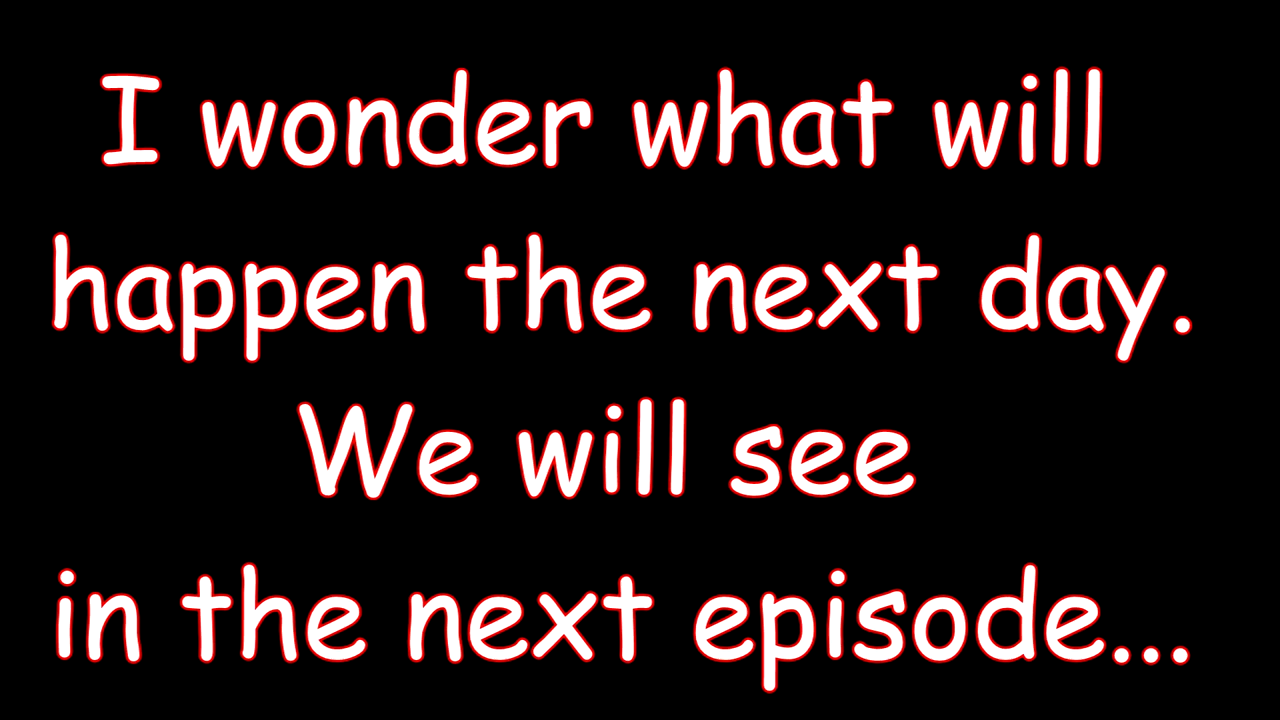 I wonder what will
happen the next day.
We will see
in the next episode...